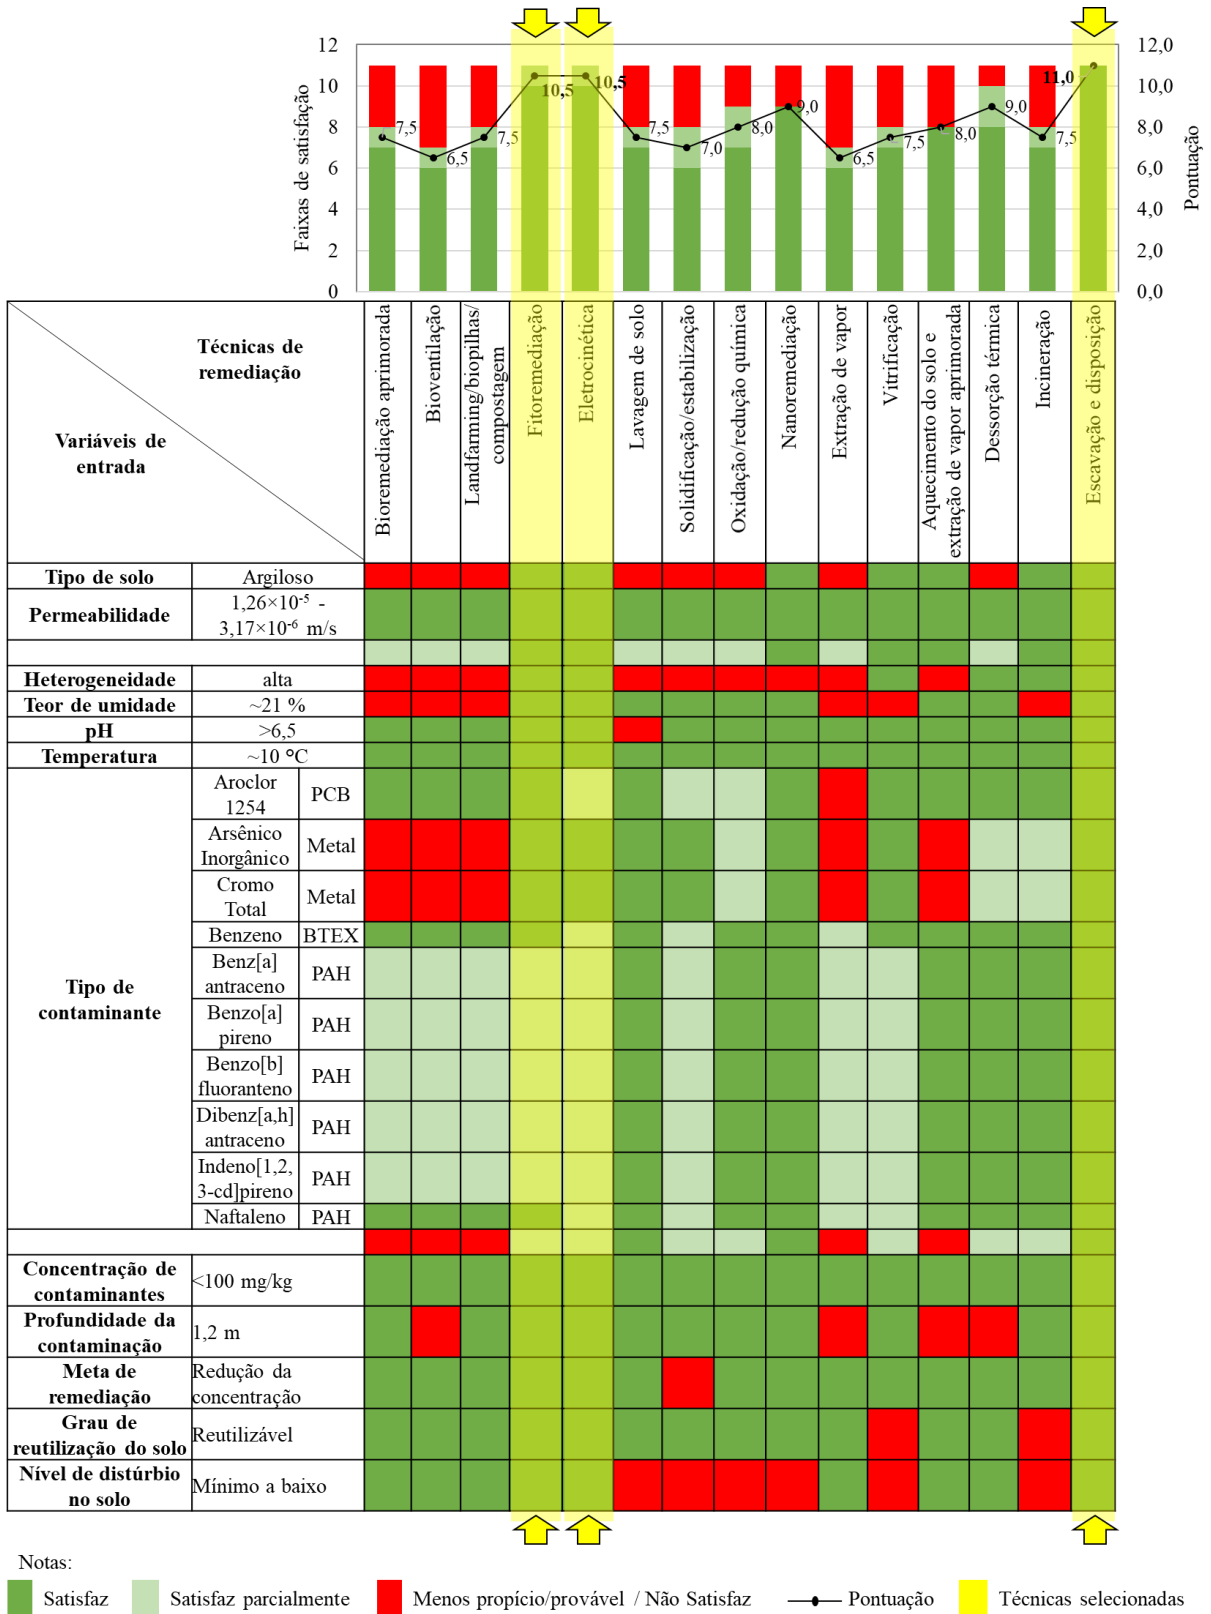 12
10
8
6
4
2
0
Faixas de satisfação
7,5
6,5
7,5
10,5
10,5
7,5
7,0
8,0
9,0
6,5
7,5
8,0
9,0
7,5
11,0
12,0
10,0
8,0
6,0
4,0
2,0
0,0
Pontuação
Técnicas de
remediação
Variáveis de
entrada
Bioremediação aprimorada
Bioventilação
Landfarming/biopilhas/
compostagem
Fitoremediação
Eletrocinética
Lavagem de solo
Solidificação/estabilização
Oxidação/redução química
Nanoremediação
Extração de vapor
Vitrificação
Aquecimento do solo e
extração de vapor aprimorada
Dessorção térmica
Incineração
Escavação e disposição
Tipo de solo Argiloso
Permeabilidade 1,26×10⁻⁵ -
3,17×10⁻⁶ m/s
Heterogeneidade alta
Teor de umidade ~21 %
pH >6,5
Temperatura ~10 °C
Tipo de
contaminante
Aroclor
1254 PCB
Arsênico
Inorgânico Metal
Cromo
Total Metal
Benzeno BTEX
Benz[a]
antraceno PAH
Benzo[a]
pireno PAH
Benzo[b]
fluoranteno PAH
Dibenz[a,h]
antraceno PAH
Indeno[1,2,
3-cd]pireno PAH
Naftaleno PAH
Concentração de
contaminantes <100 mg/kg
Profundidade da
contaminação 1,2 m
Meta de
remediação
Redução da
concentração
Grau de
reutilização do solo Reutilizável
Nível de distúrbio
no solo Mínimo a baixo
Notas:
Satisfaz Satisfaz parcialmente Menos propício/provável / Não Satisfaz Pontuação Técnicas selecionadas